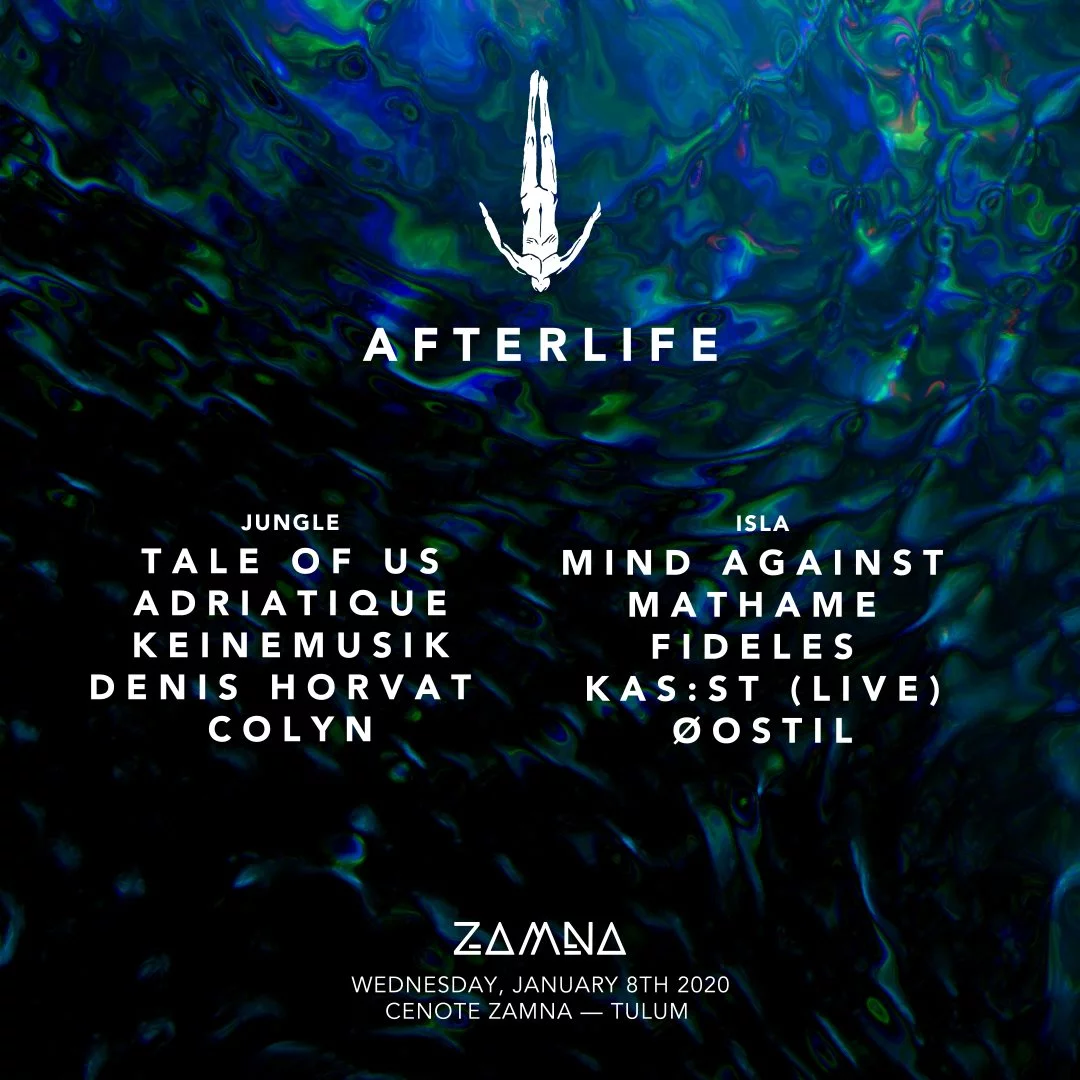 AFTERLIFE
JUNGLE
TALE OF US
ADRIATIQUE
KEINEMUSIK
DENIS HORVAT
COLYN
ISLA
MIND AGAINST
MATHAME
FIDELES
KAS:ST (LIVE)
ØOSTIL
ZAMNA
WEDNESDAY, JANUARY 8TH 2020
CENOTE ZAMNA — TULUM